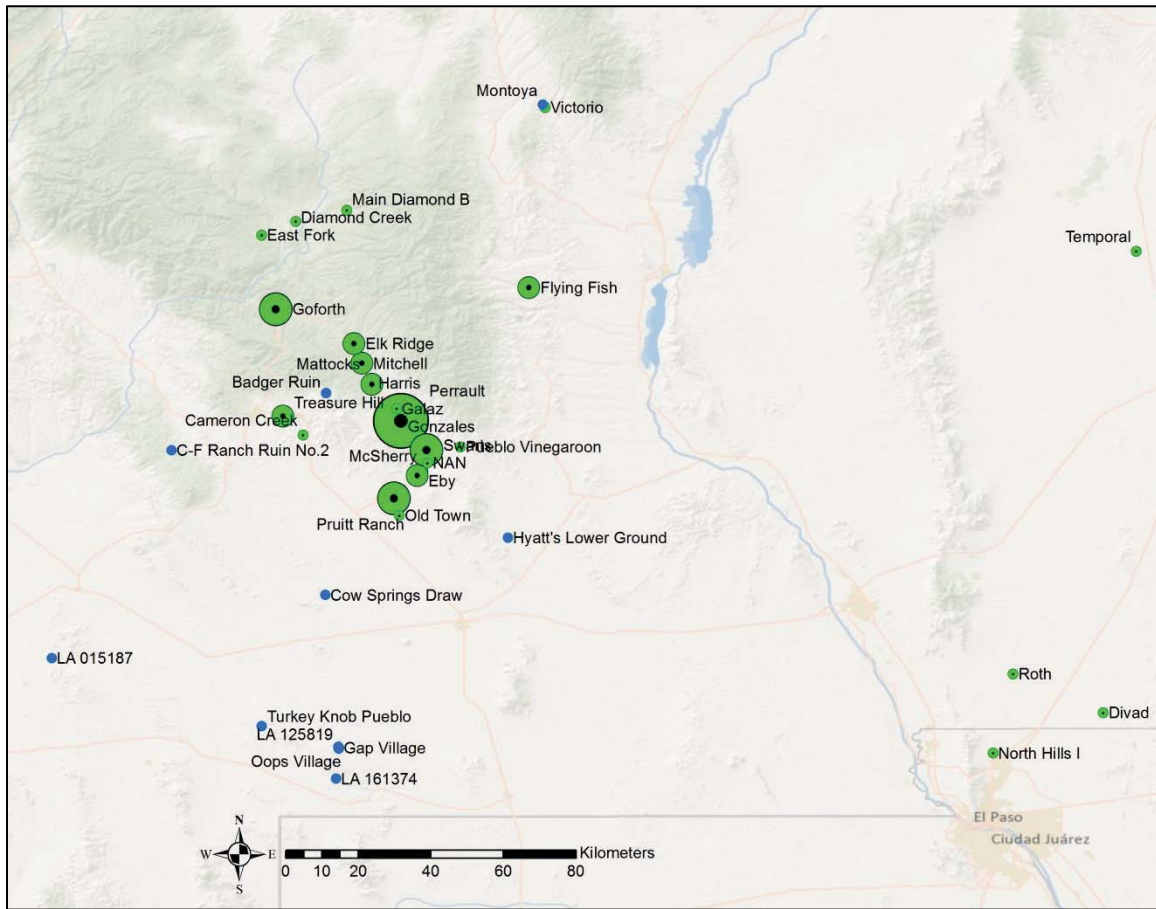 Montoya
Victorio
Main Diamond B
Diamond Creek
East Fork
Temporal
Flying Fish
Goforth
Elk Ridge
Mattocks
Mitchell
Badger Ruin
Harris
Treasure Hill
Perrault
Galaz
Cameron Creek
Gonzales
C-F Ranch Ruin No.2
McSherry
Swarts
Pueblo Vinegaroon
NAN
Eby
Pruitt Ranch
Old Town
Hyatt's Lower Ground
Cow Springs Draw
LA 015187
Roth
Turkey Knob Pueblo
LA 125819
Divad
Gap Village
Oops Village
North Hills I
LA 161374
El Paso
Ciudad Juárez
N
W
E
S
Kilometers
0 10 20 40 60 80